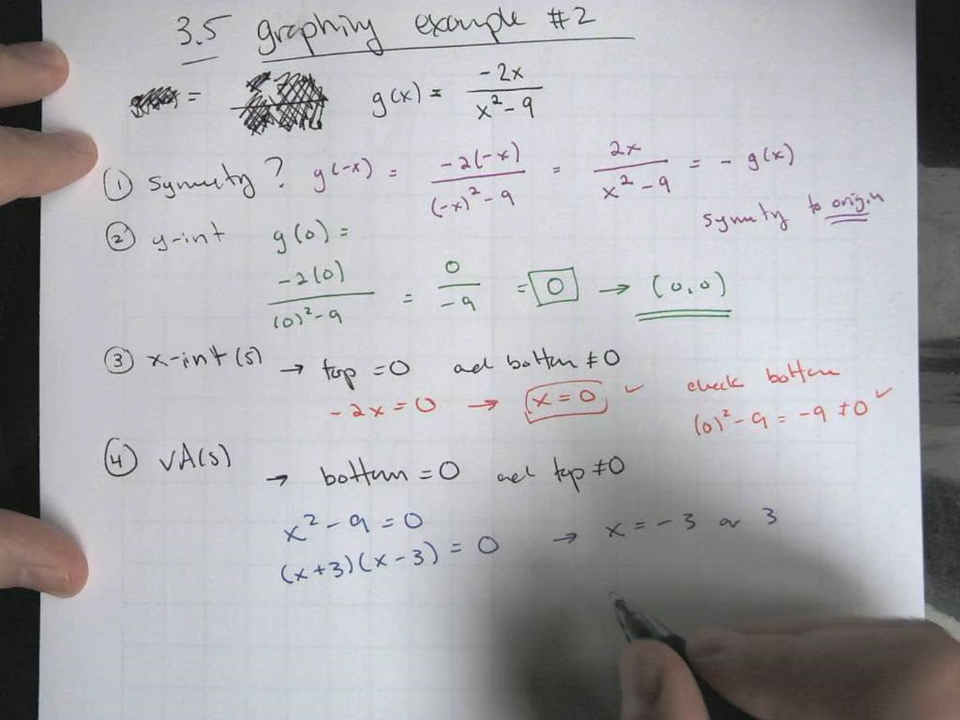 3.5 graphing example #2
= g(x) = -2x / x² - 9
① symmetry? g(-x) = -2(-x) / (-x)² - 9 = 2x / x² - 9 = - g(x)
symmetry to origin
② y-int g(0) =
-2(0) / (0)² - 9 = 0 / -9 = 0 → (0,0)
③ x-int(s) → top = 0 and bottom ≠ 0
-2x = 0 → x = 0 ✓ check bottom
(0)² - 9 = -9 ≠ 0 ✓
④ VA(s)
→ bottom = 0 and top ≠ 0
x² - 9 = 0
(x+3)(x-3) = 0 → x = -3 or 3